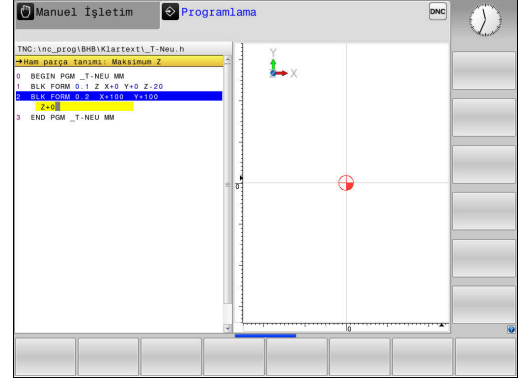 Manuel İşletim
Programlama
DNC
TNC:\nc_prog\BHB\Klartext\_T-Neu.h
→Ham parça tanımı: Maksimum Z
0 BEGIN PGM _T-NEU MM
1 BLK FORM 0.1 Z X+0 Y+0 Z-20
2 BLK FORM 0.2 X+100 Y+100
Z+0
3 END PGM _T-NEU MM
Y
X
0
0